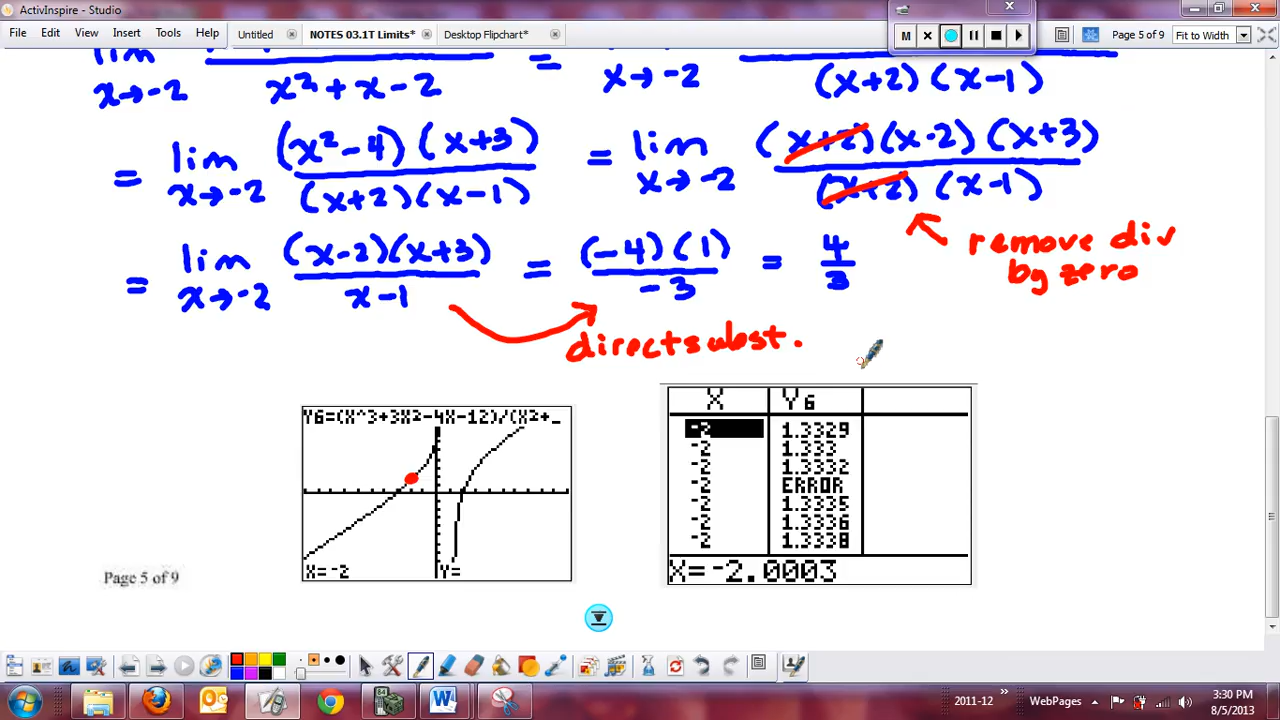 ActivInspire - Studio
File Edit View Insert Tools Help Untitled NOTES 03.1T Limits* Desktop Flipchart* Page 5 of 9 Fit to Width
M
lim x→-2 x²+x-2 = x→-2 (x+2)(x-1)
= lim x→-2 (x²-4)(x+3) / (x+2)(x-1) = lim x→-2 (x+2)(x-2)(x+3) / (x+2)(x-1)
remove div
by zero
= lim x→-2 (x-2)(x+3) / x-1 = (-4)(1) / -3 = 4/3
direct subst.
Y6=(X^3+3X²-4X-12)/(X²+...
X=-2 Y=
X Y6
-2 1.3329
-2 1.333
-2 1.3332
-2 ERROR
-2 1.3335
-2 1.3336
-2 1.3338
X=-2.0003
Page 5 of 9
2011-12 WebPages 3:30 PM
8/5/2013